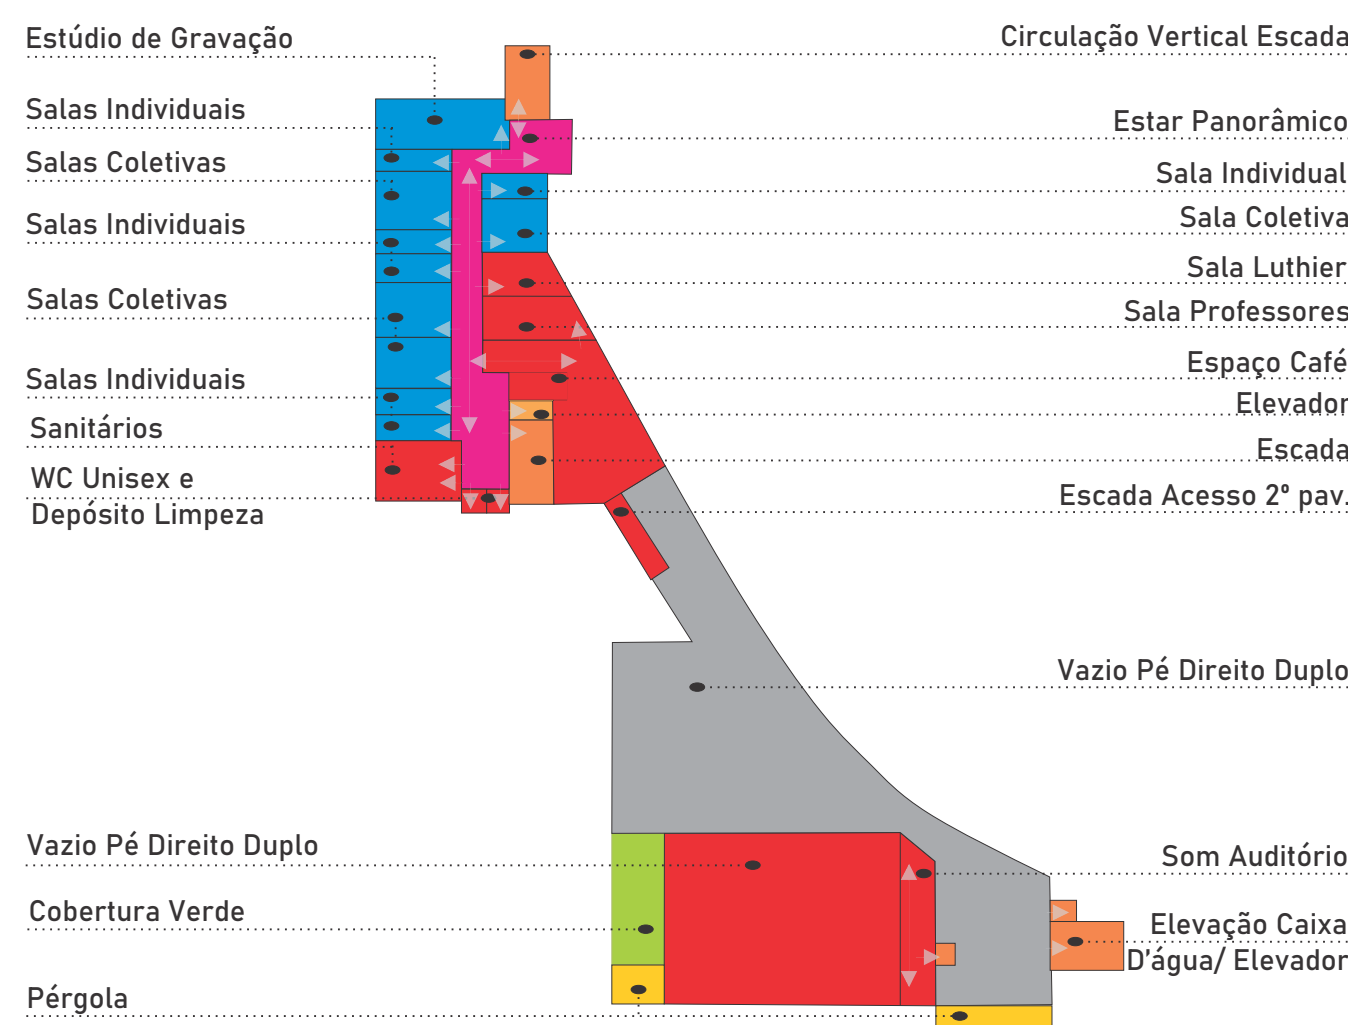 Estúdio de Gravação
Salas Individuais
Salas Coletivas
Salas Individuais
Salas Coletivas
Salas Individuais
Sanitários
WC Unisex e
Depósito Limpeza
Vazio Pé Direito Duplo
Cobertura Verde
Pérgola
Circulação Vertical Escada
Estar Panorâmico
Sala Individual
Sala Coletiva
Sala Luthier
Sala Professores
Espaço Café
Elevador
Escada
Escada Acesso 2º pav.
Vazio Pé Direito Duplo
Som Auditório
Elevação Caixa
D'água/ Elevador